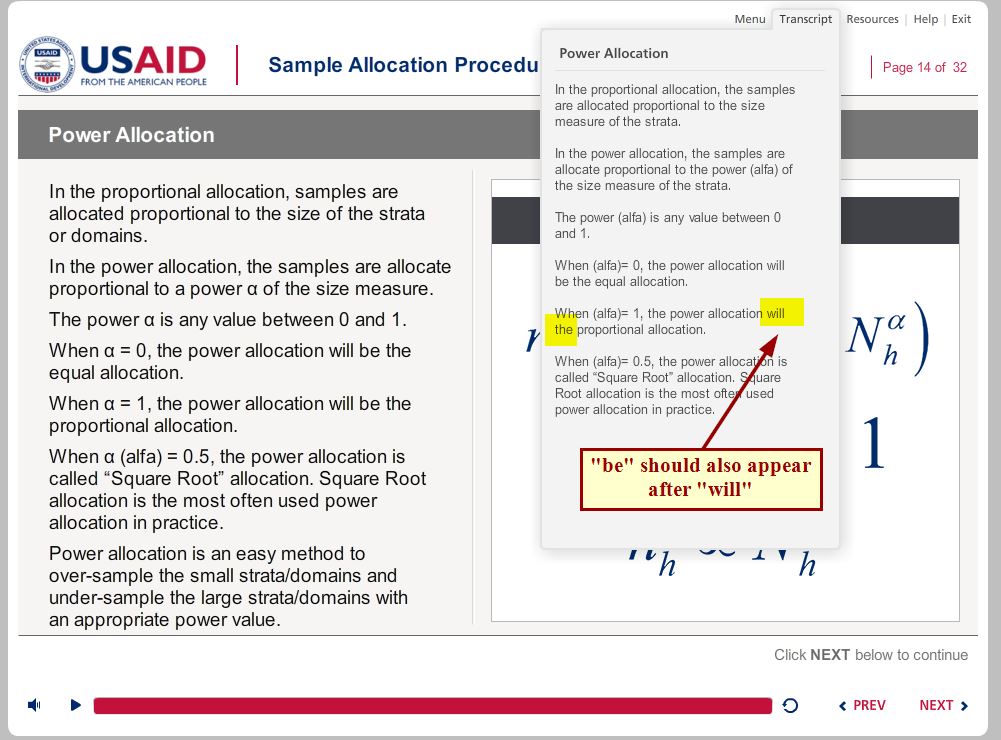 Menu Transcript Resources | Help | Exit
UNITED STATES AGENCY
USAID
INTERNATIONAL DEVELOPMENT
USAID
FROM THE AMERICAN PEOPLE
Sample Allocation Procedu
Page 14 of 32
Power Allocation
In the proportional allocation, samples are
allocated proportional to the size of the strata
or domains.
In the power allocation, the samples are allocate
proportional to a power α of the size measure.
The power α is any value between 0 and 1.
When α = 0, the power allocation will be the
equal allocation.
When α = 1, the power allocation will be the
proportional allocation.
When α (alfa) = 0.5, the power allocation is
called “Square Root” allocation. Square Root
allocation is the most often used power
allocation in practice.
Power allocation is an easy method to
over-sample the small strata/domains and
under-sample the large strata/domains with
an appropriate power value.
Power Allocation
In the proportional allocation, the samples
are allocated proportional to the size
measure of the strata.
In the power allocation, the samples are
allocate proportional to the power (alfa) of
the size measure of the strata.
The power (alfa) is any value between 0
and 1.
When (alfa)= 0, the power allocation will
be the equal allocation.
When (alfa)= 1, the power allocation will
the proportional allocation.
When (alfa)= 0.5, the power allocation is
called “Square Root” allocation. Square
Root allocation is the most often used
power allocation in practice.
"be" should also appear
after "will"
N_h^α )
1
n_h ∝ N_h
Click NEXT below to continue
PREV NEXT